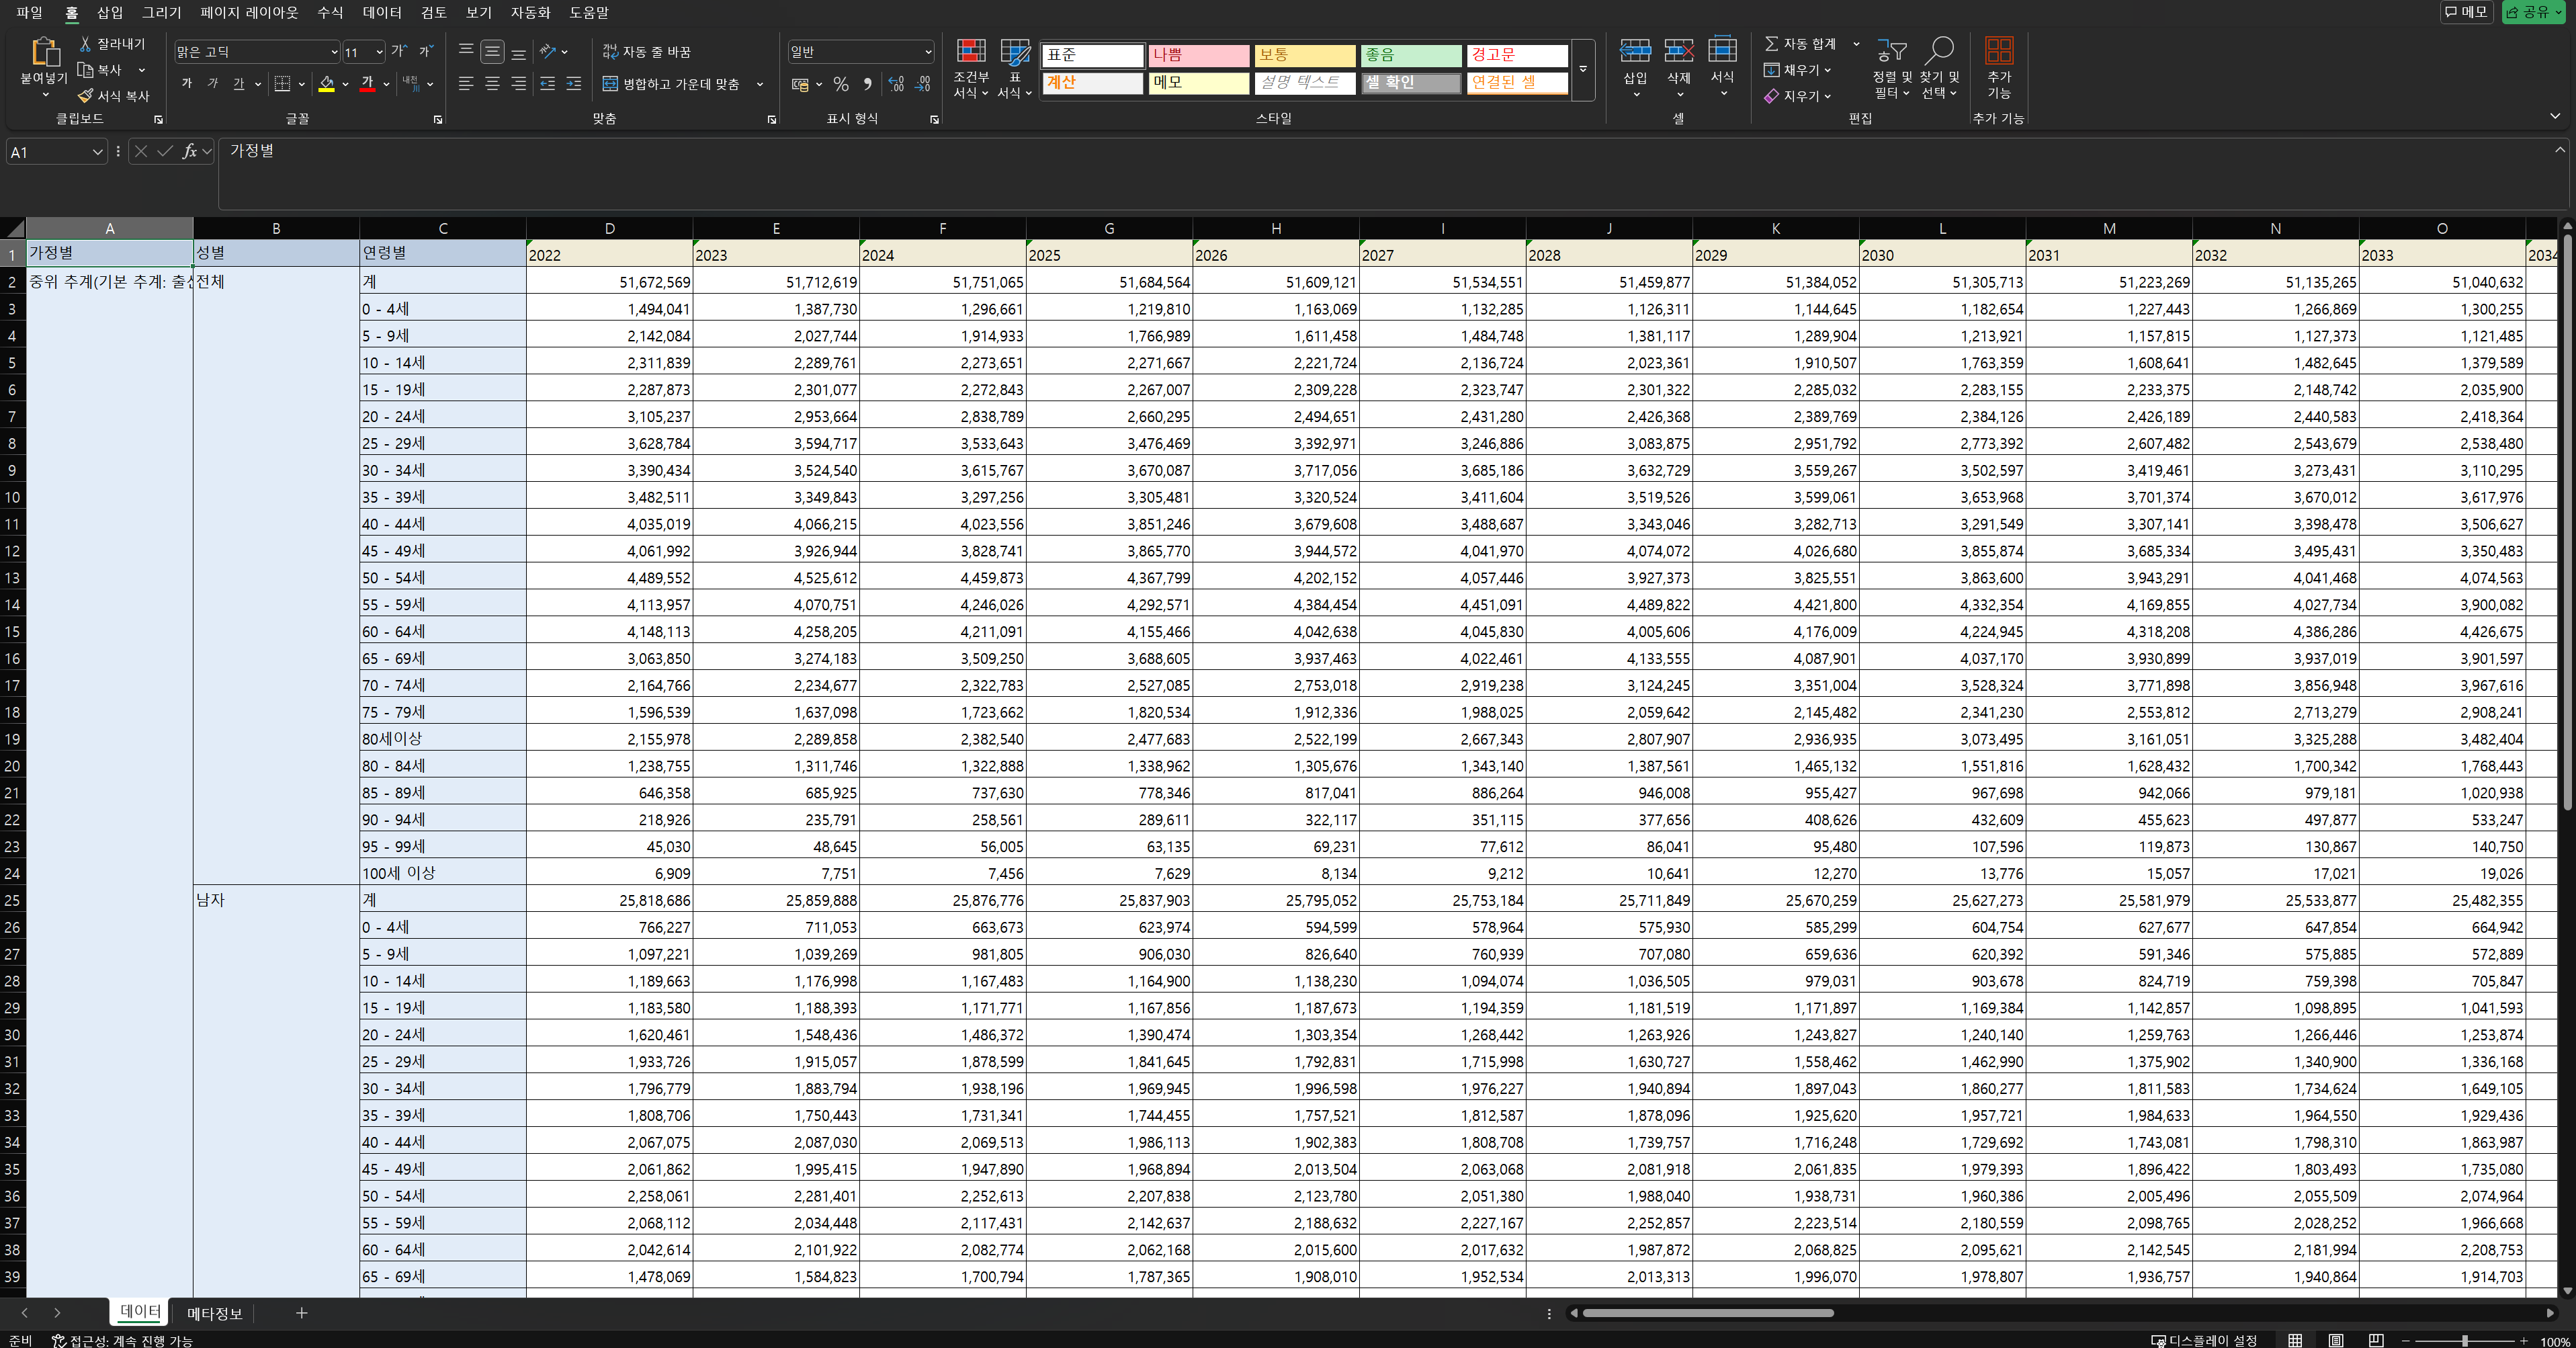 파일 홈 삽입 그리기 페이지 레이아웃 수식 데이터 검토 보기 자동화 도움말 메모 공유
붙여넣기 잘라내기 복사 서식 복사 클립보드
맑은 고딕 11 가 가 가 가 가 가 내천 글꼴
자동 줄 바꿈 병합하고 가운데 맞춤 맞춤
일반 % 표시 형식
조건부 서식 표 서식 표준 나쁨 보통 좋음 경고문
계산 메모 설명 텍스트 셀 확인 연결된 셀 스타일
삽입 삭제 서식 셀
자동 합계 채우기 지우기 정렬 및 필터 찾기 및 선택 편집
추가 기능 추가 기능
A1 fx 가정별
A B C D E F G H I J K L M N O
1 가정별 성별 연령별 2022 2023 2024 2025 2026 2027 2028 2029 2030 2031 2032 2033 2034
2 중위 추계(기본 추계: 출산 전체 계 51,672,569 51,712,619 51,751,065 51,684,564 51,609,121 51,534,551 51,459,877 51,384,052 51,305,713 51,223,269 51,135,265 51,040,632
3 0 - 4세 1,494,041 1,387,730 1,296,661 1,219,810 1,163,069 1,132,285 1,126,311 1,144,645 1,182,654 1,227,443 1,266,869 1,300,255
4 5 - 9세 2,142,084 2,027,744 1,914,933 1,766,989 1,611,458 1,484,748 1,381,117 1,289,904 1,213,921 1,157,815 1,127,373 1,121,485
5 10 - 14세 2,311,839 2,289,761 2,273,651 2,271,667 2,221,724 2,136,724 2,023,361 1,910,507 1,763,359 1,608,641 1,482,645 1,379,589
6 15 - 19세 2,287,873 2,301,077 2,272,843 2,267,007 2,309,228 2,323,747 2,301,322 2,285,032 2,283,155 2,233,375 2,148,742 2,035,900
7 20 - 24세 3,105,237 2,953,664 2,838,789 2,660,295 2,494,651 2,431,280 2,426,368 2,389,769 2,384,126 2,426,189 2,440,583 2,418,364
8 25 - 29세 3,628,784 3,594,717 3,533,643 3,476,469 3,392,971 3,246,886 3,083,875 2,951,792 2,773,392 2,607,482 2,543,679 2,538,480
9 30 - 34세 3,390,434 3,524,540 3,615,767 3,670,087 3,717,056 3,685,186 3,632,729 3,559,267 3,502,597 3,419,461 3,273,431 3,110,295
10 35 - 39세 3,482,511 3,349,843 3,297,256 3,305,481 3,320,524 3,411,604 3,519,526 3,599,061 3,653,968 3,701,374 3,670,012 3,617,976
11 40 - 44세 4,035,019 4,066,215 4,023,556 3,851,246 3,679,608 3,488,687 3,343,046 3,282,713 3,291,549 3,307,141 3,398,478 3,506,627
12 45 - 49세 4,061,992 3,926,944 3,828,741 3,865,770 3,944,572 4,041,970 4,074,072 4,026,680 3,855,874 3,685,334 3,495,431 3,350,483
13 50 - 54세 4,489,552 4,525,612 4,459,873 4,367,799 4,202,152 4,057,446 3,927,373 3,825,551 3,863,600 3,943,291 4,041,468 4,074,563
14 55 - 59세 4,113,957 4,070,751 4,246,026 4,292,571 4,384,454 4,451,091 4,489,822 4,421,800 4,332,354 4,169,855 4,027,734 3,900,082
15 60 - 64세 4,148,113 4,258,205 4,211,091 4,155,466 4,042,638 4,045,830 4,005,606 4,176,009 4,224,945 4,318,208 4,386,286 4,426,675
16 65 - 69세 3,063,850 3,274,183 3,509,250 3,688,605 3,937,463 4,022,461 4,133,555 4,087,901 4,037,170 3,930,899 3,937,019 3,901,597
17 70 - 74세 2,164,766 2,234,677 2,322,783 2,527,085 2,753,018 2,919,238 3,124,245 3,351,004 3,528,324 3,771,898 3,856,948 3,967,616
18 75 - 79세 1,596,539 1,637,098 1,723,662 1,820,534 1,912,336 1,988,025 2,059,642 2,145,482 2,341,230 2,553,812 2,713,279 2,908,241
19 80세이상 2,155,978 2,289,858 2,382,540 2,477,683 2,522,199 2,667,343 2,807,907 2,936,935 3,073,495 3,161,051 3,325,288 3,482,404
20 80 - 84세 1,238,755 1,311,746 1,322,888 1,338,962 1,305,676 1,343,140 1,387,561 1,465,132 1,551,816 1,628,432 1,700,342 1,768,443
21 85 - 89세 646,358 685,925 737,630 778,346 817,041 886,264 946,008 955,427 967,698 942,066 979,181 1,020,938
22 90 - 94세 218,926 235,791 258,561 289,611 322,117 351,115 377,656 408,626 432,609 455,623 497,877 533,247
23 95 - 99세 45,030 48,645 56,005 63,135 69,231 77,612 86,041 95,480 107,596 119,873 130,867 140,750
24 100세 이상 6,909 7,751 7,456 7,629 8,134 9,212 10,641 12,270 13,776 15,057 17,021 19,026
25 남자 계 25,818,686 25,859,888 25,876,776 25,837,903 25,795,052 25,753,184 25,711,849 25,670,259 25,627,273 25,581,979 25,533,877 25,482,355
26 0 - 4세 766,227 711,053 663,673 623,974 594,599 578,964 575,930 585,299 604,754 627,677 647,854 664,942
27 5 - 9세 1,097,221 1,039,269 981,805 906,030 826,640 760,939 707,080 659,636 620,392 591,346 575,885 572,889
28 10 - 14세 1,189,663 1,176,998 1,167,483 1,164,900 1,138,230 1,094,074 1,036,505 979,031 903,678 824,719 759,398 705,847
29 15 - 19세 1,183,580 1,188,393 1,171,771 1,167,856 1,187,673 1,194,359 1,181,519 1,171,897 1,169,384 1,142,857 1,098,895 1,041,593
30 20 - 24세 1,620,461 1,548,436 1,486,372 1,390,474 1,303,354 1,268,442 1,263,926 1,243,827 1,240,140 1,259,763 1,266,446 1,253,874
31 25 - 29세 1,933,726 1,915,057 1,878,599 1,841,645 1,792,831 1,715,998 1,630,727 1,558,462 1,462,990 1,375,902 1,340,900 1,336,168
32 30 - 34세 1,796,779 1,883,794 1,938,196 1,969,945 1,996,598 1,976,227 1,940,894 1,897,043 1,860,277 1,811,583 1,734,624 1,649,105
33 35 - 39세 1,808,706 1,750,443 1,731,341 1,744,455 1,757,521 1,812,587 1,878,096 1,925,620 1,957,721 1,984,633 1,964,550 1,929,436
34 40 - 44세 2,067,075 2,087,030 2,069,513 1,986,113 1,902,383 1,808,708 1,739,757 1,716,248 1,729,692 1,743,081 1,798,310 1,863,987
35 45 - 49세 2,061,862 1,995,415 1,947,890 1,968,894 2,013,504 2,063,068 2,081,918 2,061,835 1,979,393 1,896,422 1,803,493 1,735,080
36 50 - 54세 2,258,061 2,281,401 2,252,613 2,207,838 2,123,780 2,051,380 1,988,040 1,938,731 1,960,386 2,005,496 2,055,509 2,074,964
37 55 - 59세 2,068,112 2,034,448 2,117,431 2,142,637 2,188,632 2,227,167 2,252,857 2,223,514 2,180,559 2,098,765 2,028,252 1,966,668
38 60 - 64세 2,042,614 2,101,922 2,082,774 2,062,168 2,015,600 2,017,632 1,987,872 2,068,825 2,095,621 2,142,545 2,181,994 2,208,753
39 65 - 69세 1,478,069 1,584,823 1,700,794 1,787,365 1,908,010 1,952,534 2,013,313 1,996,070 1,978,807 1,936,757 1,940,864 1,914,703
데이터 메타정보
준비 접근성: 계속 진행 가능 디스플레이 설정 100%